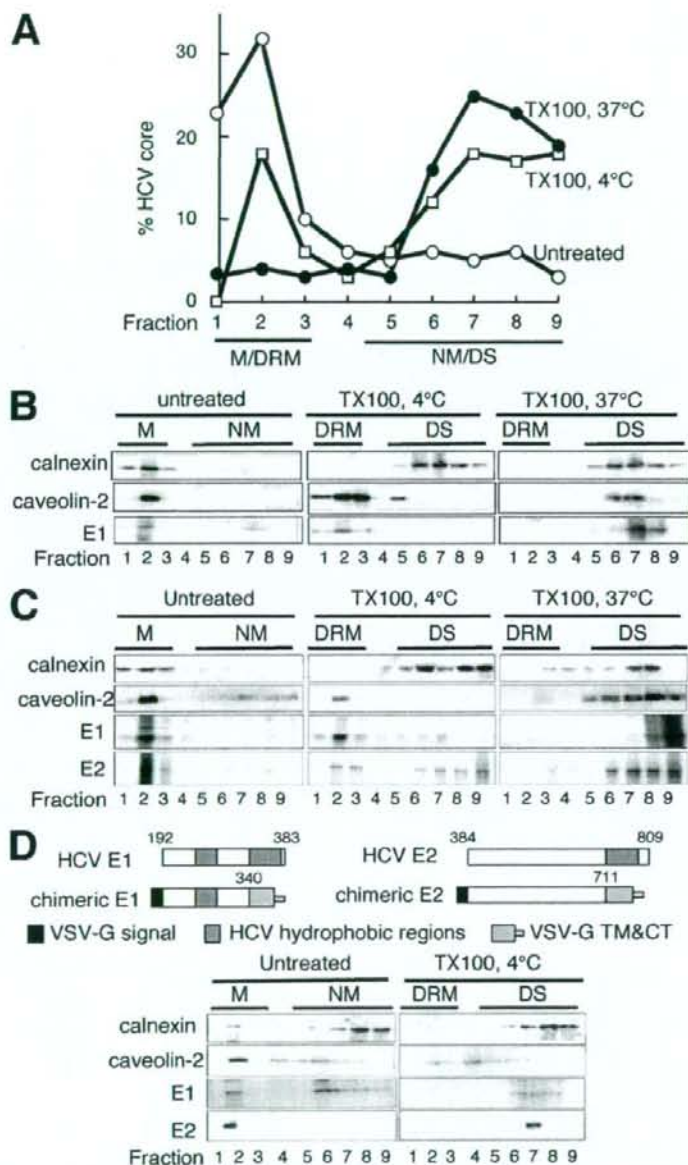 A
% HCV core
30
20
10
0
TX100, 37°C
TX100, 4°C
Untreated
Fraction 1 2 3 4 5 6 7 8 9
M/DRM NM/DS
B
untreated TX100, 4°C TX100, 37°C
M NM DRM DS DRM DS
calnexin
caveolin-2
E1
Fraction 1 2 3 4 5 6 7 8 9 1 2 3 4 5 6 7 8 9 1 2 3 5 6 7 8 9
C
Untreated TX100, 4°C TX100, 37°C
M NM DRM DS DRM DS
calnexin
caveolin-2
E1
E2
Fraction 1 2 3 4 5 6 7 8 9 1 2 3 4 5 6 7 8 9 1 2 3 4 5 6 7 8 9
D
192 383 384 809
HCV E1 HCV E2
340 711
chimeric E1 chimeric E2
VSV-G signal HCV hydrophobic regions VSV-G TM&CT
Untreated TX100, 4°C
M NM DRM DS
calnexin
caveolin-2
E1
E2
Fraction 1 2 3 4 5 6 7 8 9 1 2 3 4 5 6 7 8 9